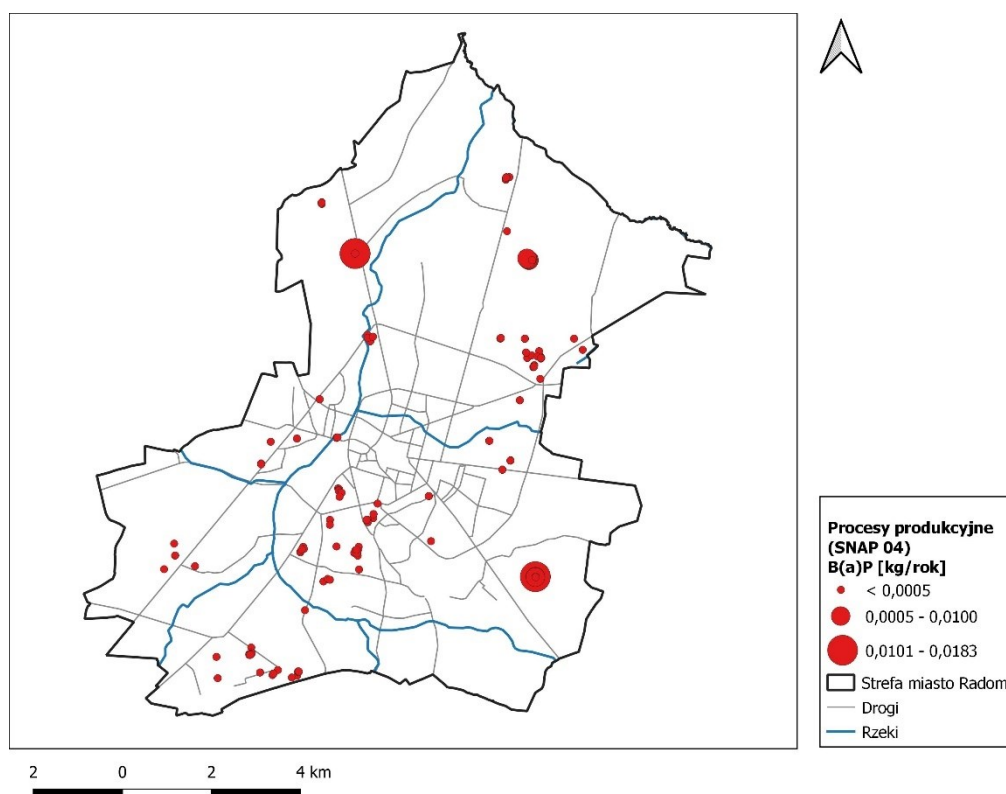 Procesy produkcyjne
(SNAP 04)
B(a)P [kg/rok]
< 0,0005
0,0005 - 0,0100
0,0101 - 0,0183
Strefa miasto Radom
Drogi
Rzeki
2 0 2 4 km